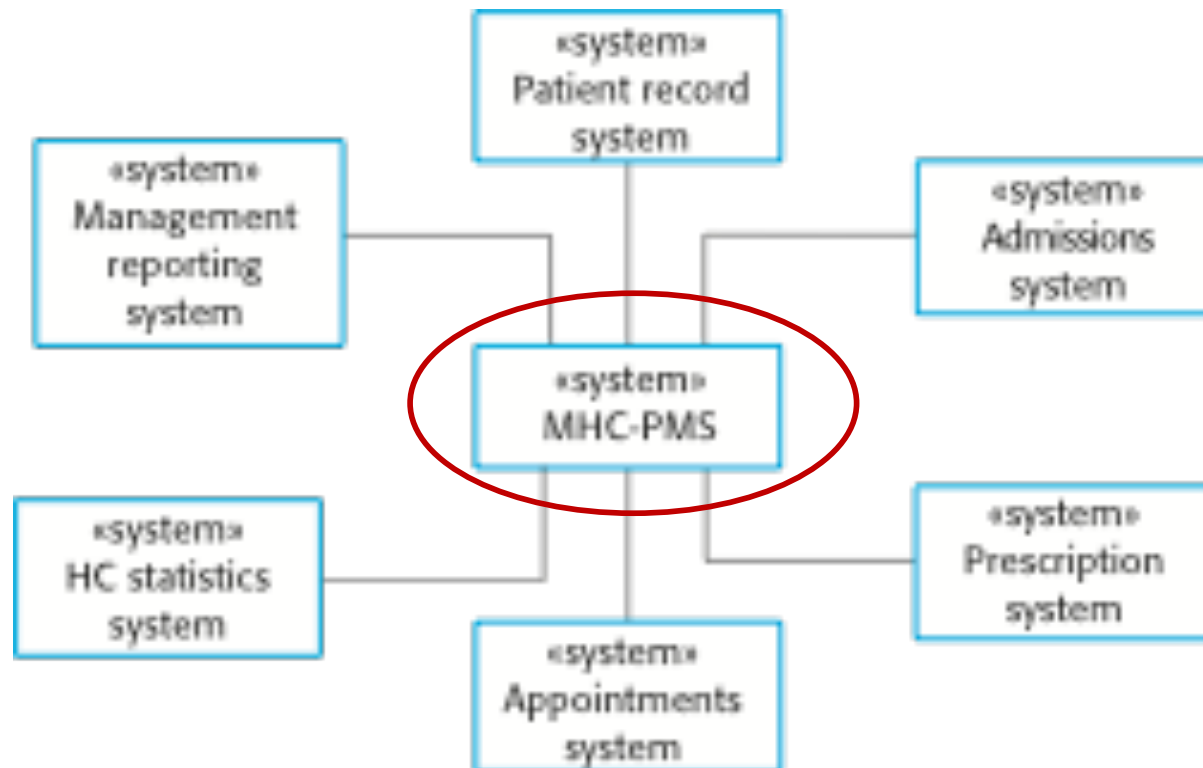 «system»
Patient record
system
«system»
Management
reporting
system
«system»
Admissions
system
«system»
MHC-PMS
«system»
HC statistics
system
«system»
Prescription
system
«system»
Appointments
system